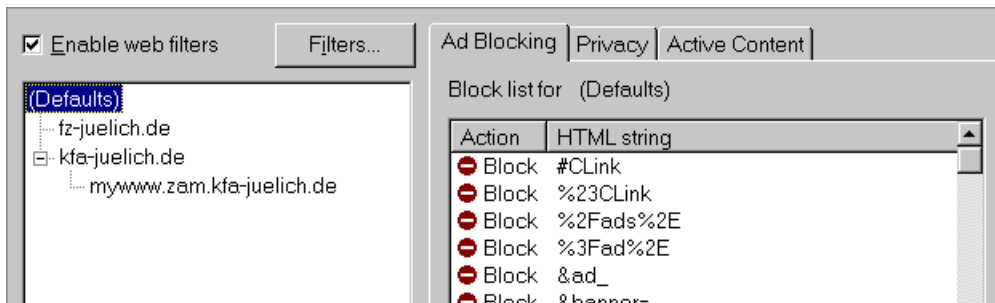 Enable web filters
Filters...
(Defaults)
fz-juelich.de
kfa-juelich.de
mywww.zam.kfa-juelich.de
Ad Blocking Privacy Active Content
Block list for (Defaults)
Action HTML string
Block #CLink
Block %23CLink
Block %2Fads%2E
Block %3Fad%2E
Block &ad_
Block &banner=